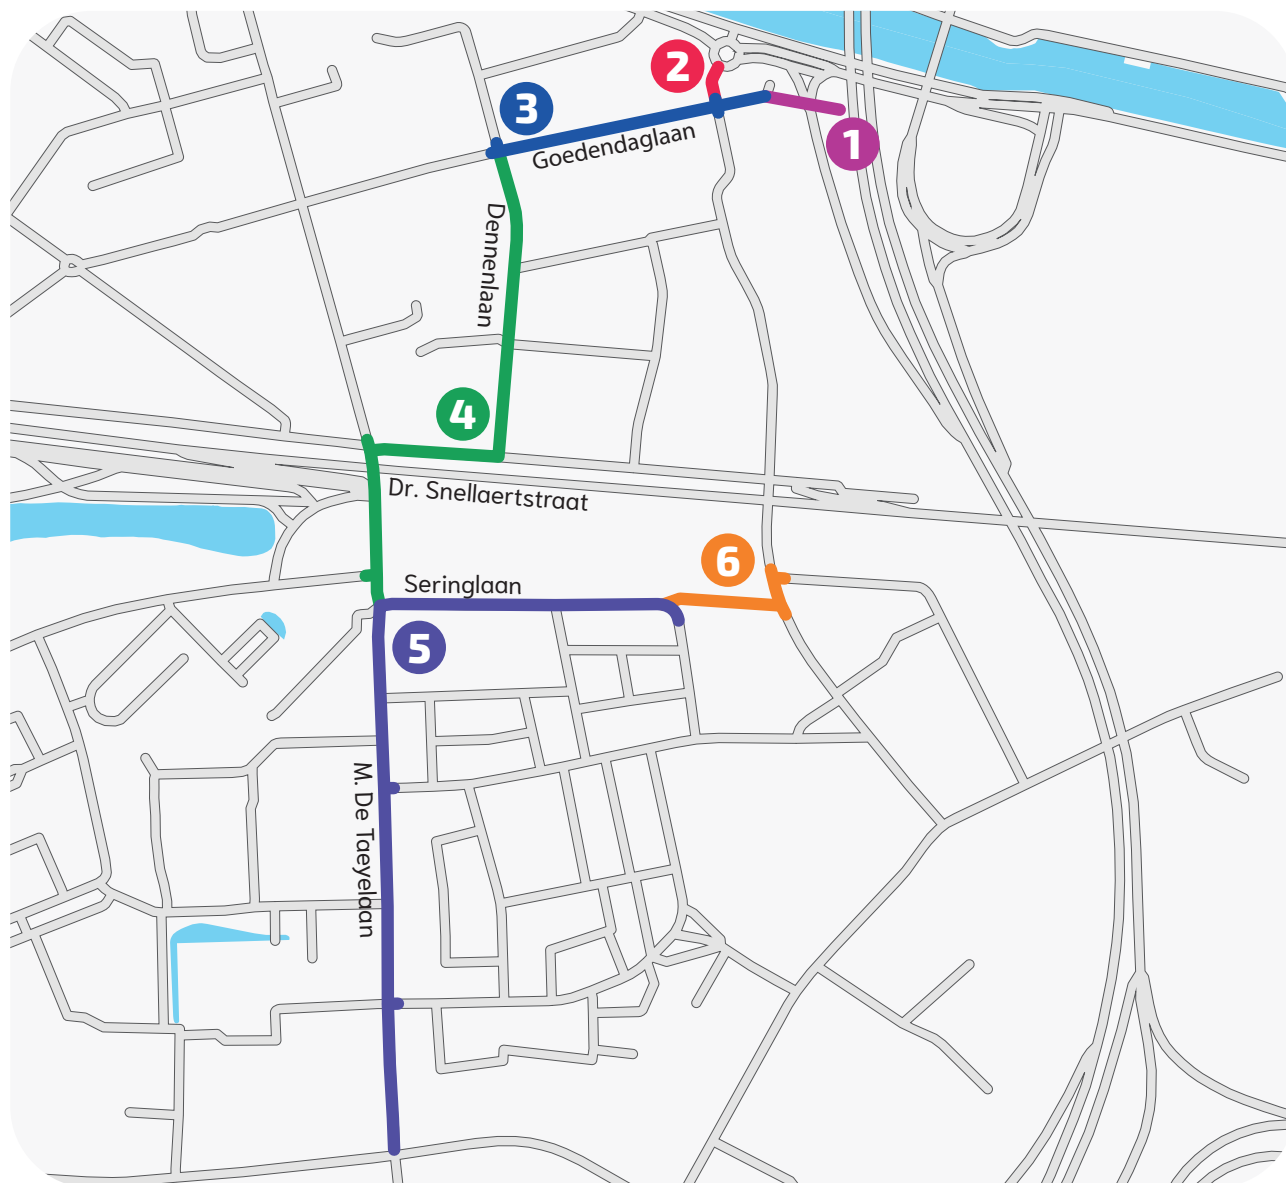 2
3
1
Goedendaglaan
Dennenlaan
4
Dr. Snellaertstraat
6
Seringlaan
5
M. De Taeyelaan